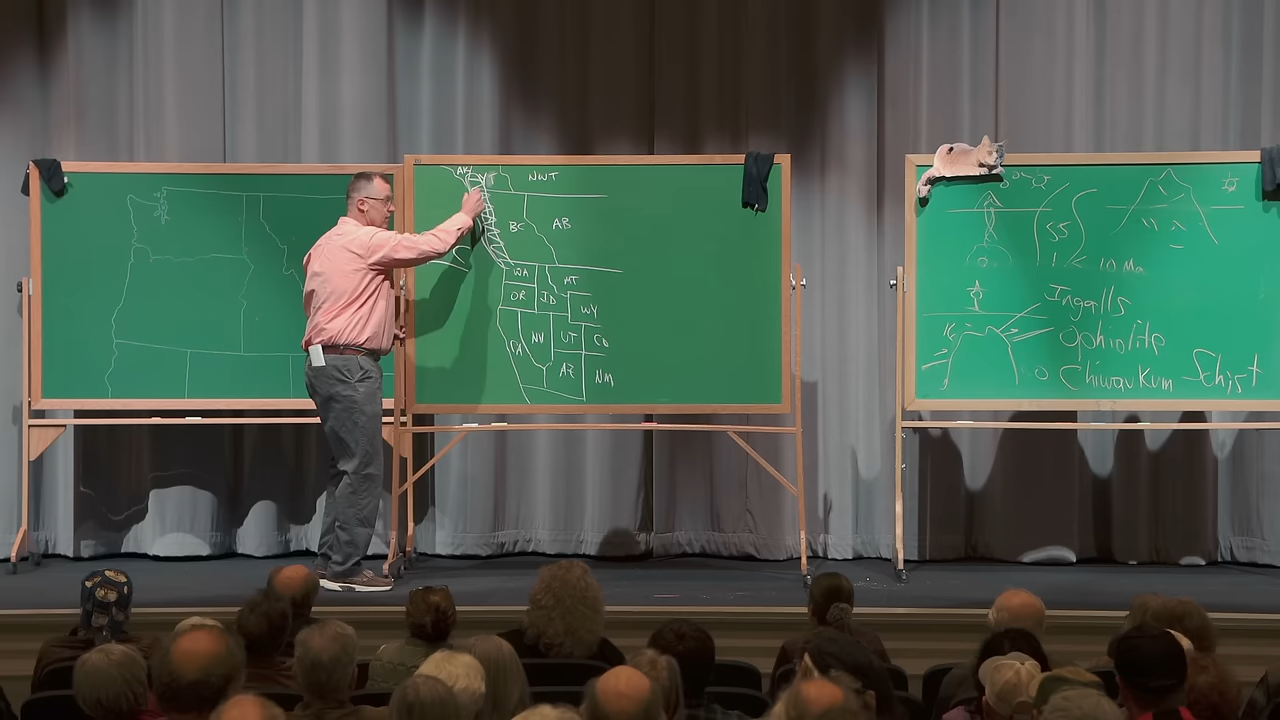 AK YT NWT
BC AB
WA MT
OR ID WY
CA NV UT CO
AZ NM
SS
1 < 10 Ma
Ingalls
Ophiolite
Chiwaukum Schist